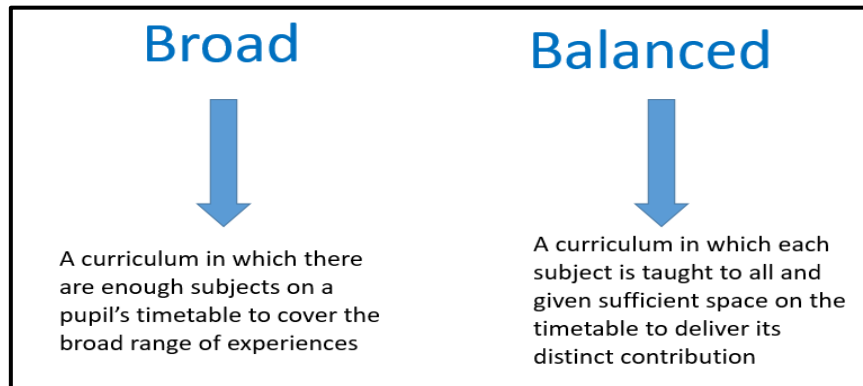 Broad
Balanced
A curriculum in which there
are enough subjects on a
pupil's timetable to cover the
broad range of experiences
A curriculum in which each
subject is taught to all and
given sufficient space on the
timetable to deliver its
distinct contribution